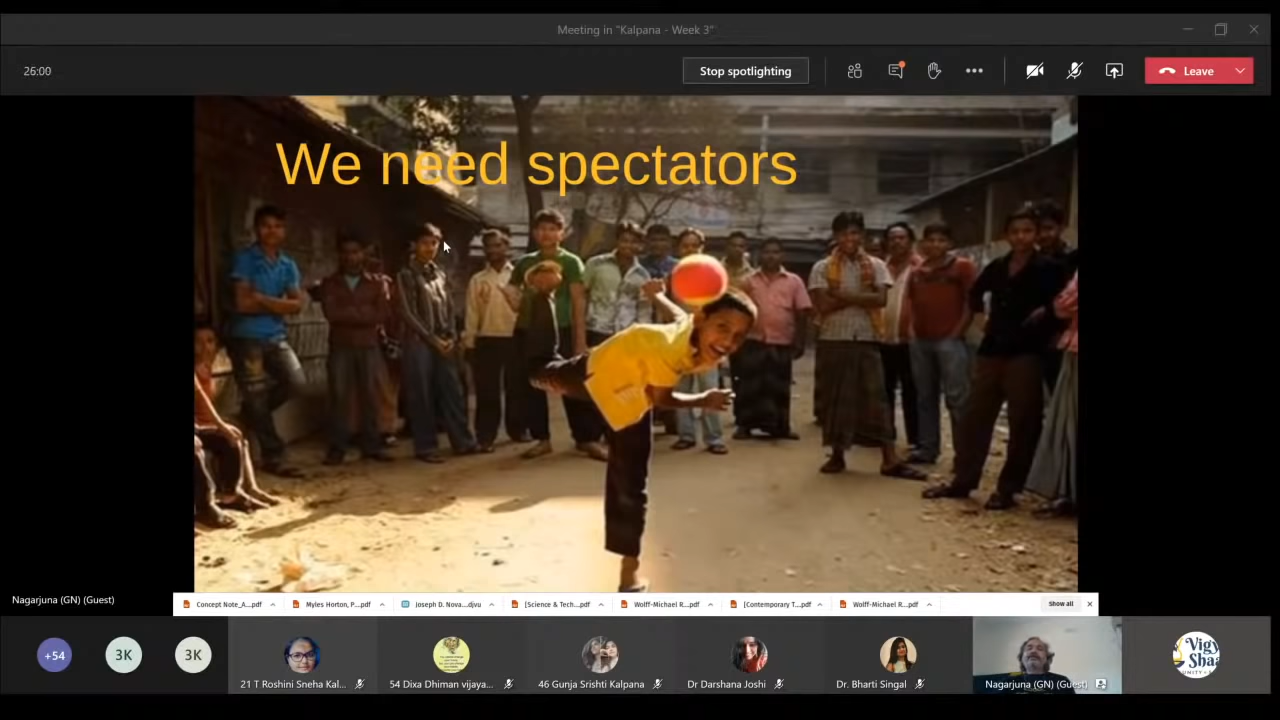 Meeting in "Kalpana - Week 3"
26:00
Stop spotlighting
Leave
We need spectators
Nagarjuna (GN) (Guest)
Concept Note_A....pdf
Myles Horton, P....pdf
Joseph D. Nova....djvu
[Science & Tech....pdf
Wolff-Michael R....pdf
[Contemporary T....pdf
Wolff-Michael R....pdf
Show all
+54
3K
3K
21 T Roshini Sneha Kal...
54 Dixa Dhiman vijaya...
46 Gunja Srishti Kalpana
Dr Darshana Joshi
Dr. Bharti Singal
Nagarjuna (GN) (Guest)
Vigy
Shaa
UNITY